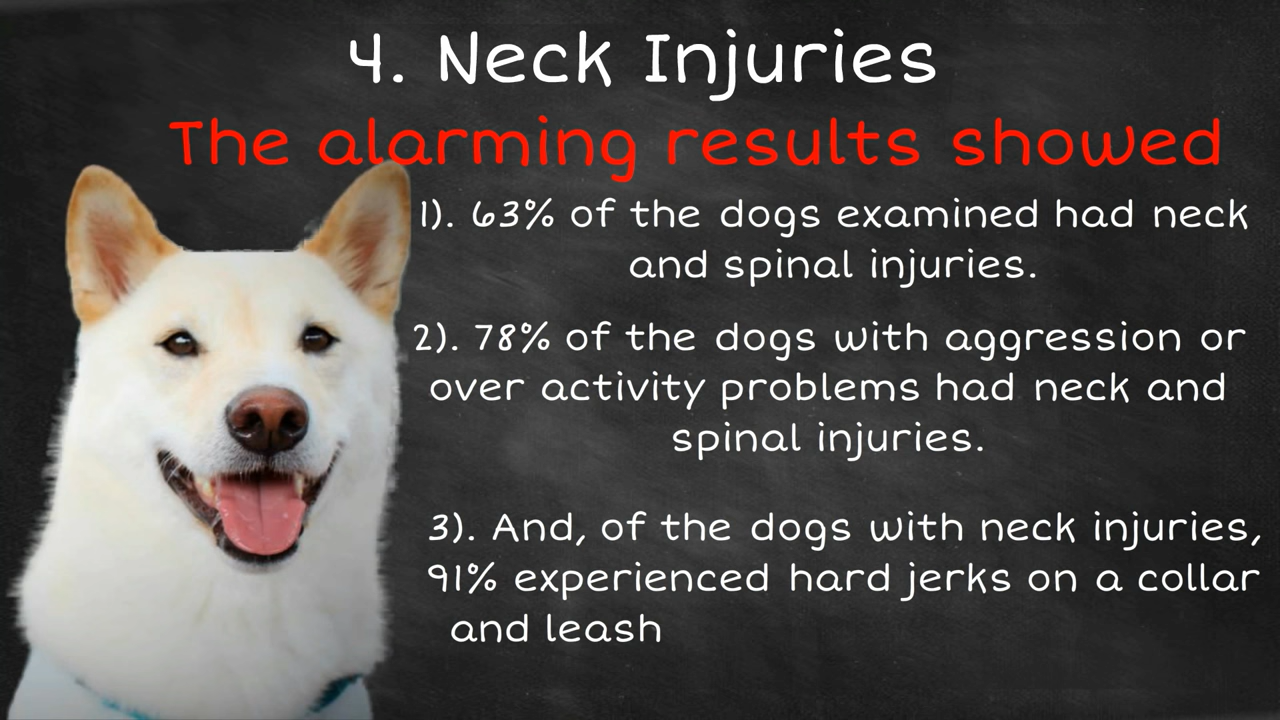 4. Neck Injuries
The alarming results showed
1). 63% of the dogs examined had neck
and spinal injuries.
2). 78% of the dogs with aggression or
over activity problems had neck and
spinal injuries.
3). And, of the dogs with neck injuries,
91% experienced hard jerks on a collar
and leash